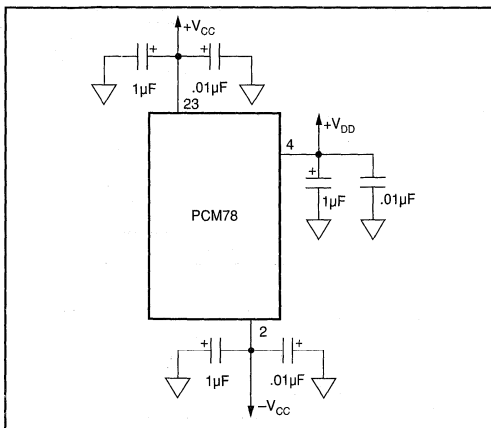 +VCC
+
+
1µF
.01µF
23
4
+VDD
+
1µF
.01µF
PCM78
2
+
+
1µF
.01µF
–VCC